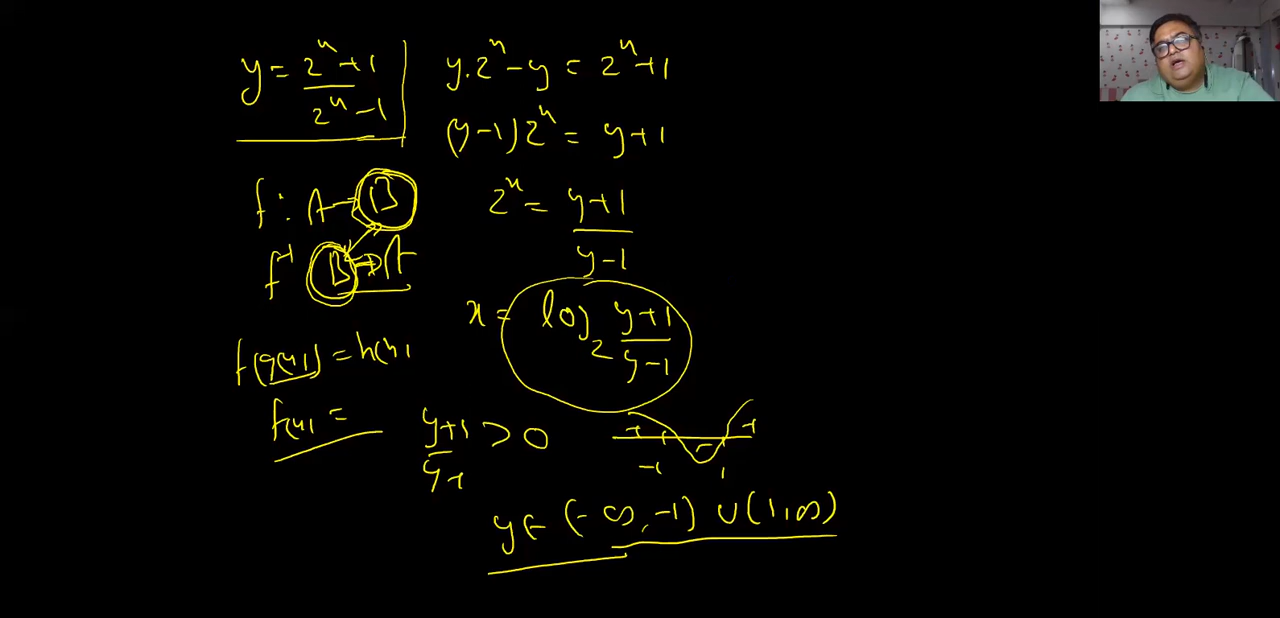 y = (2^x + 1)/(2^x - 1)
f : A → B
f^-1 B → A
f(g(x)) = h(x)
f(x) =
y.2^x - y = 2^x + 1
(y-1) 2^x = y+1
2^x = (y+1)/(y-1)
x = log_2 (y+1)/(y-1)
(y+1)/(y-1) > 0
+ - +
-1 1
y ∈ (-∞, -1) ∪ (1, ∞)